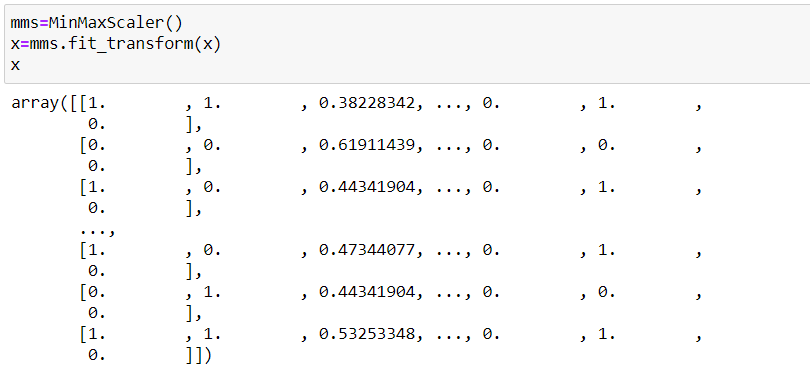 mms=MinMaxScaler()
x=mms.fit_transform(x)
x
array([[1.        , 1.        , 0.38228342, ..., 0.        , 1.        ,
        0.        ],
       [0.        , 0.        , 0.61911439, ..., 0.        , 0.        ,
        0.        ],
       [1.        , 0.        , 0.44341904, ..., 0.        , 1.        ,
        0.        ],
       ...,
       [1.        , 0.        , 0.47344077, ..., 0.        , 1.        ,
        0.        ],
       [0.        , 1.        , 0.44341904, ..., 0.        , 0.        ,
        0.        ],
       [1.        , 1.        , 0.53253348, ..., 0.        , 1.        ,
        0.        ]])